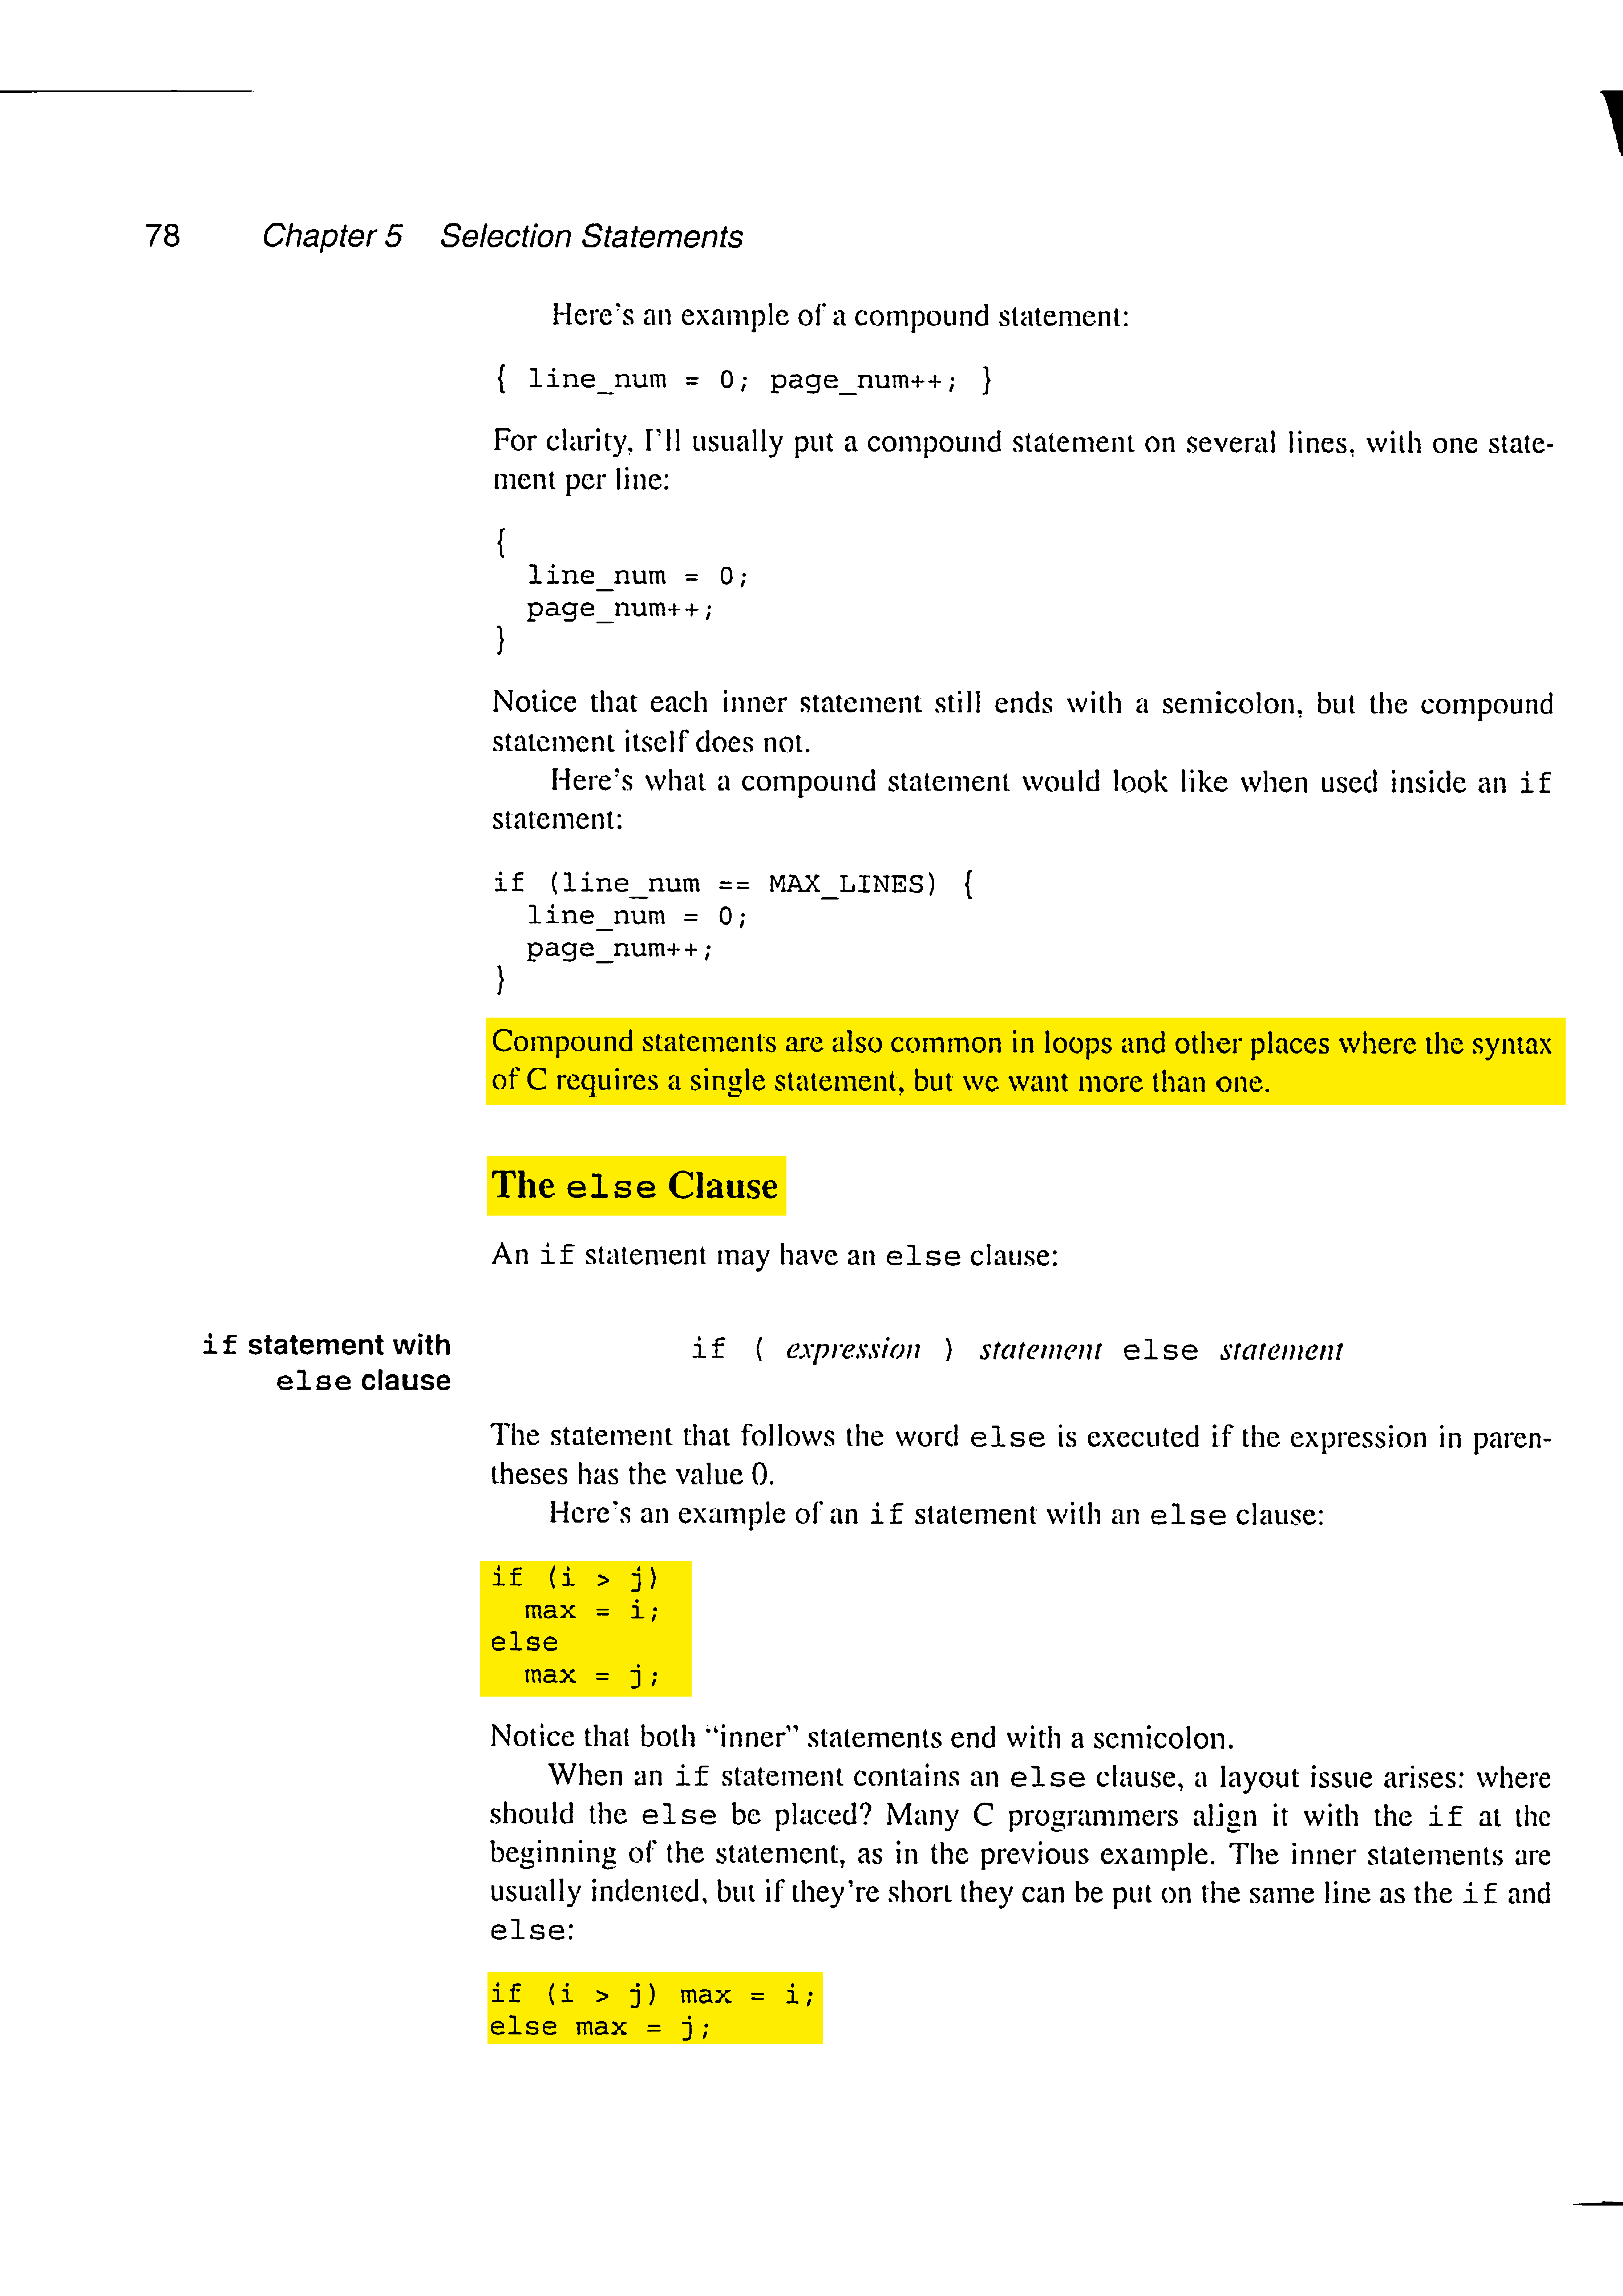 78 Chapter 5 Selection Statements
Here's an example of a compound statement:
{ line_num = 0; page_num++; }
For clarity, I'll usually put a compound statement on several lines, with one state-
ment per line:
{
  line_num = 0;
  page_num++;
}
Notice that each inner statement still ends with a semicolon, but the compound
statement itself does not.
Here's what a compound statement would look like when used inside an if
statement:
if (line_num == MAX_LINES) {
  line_num = 0;
  page_num++;
}
Compound statements are also common in loops and other places where the syntax
of C requires a single statement, but we want more than one.
The else Clause
An if statement may have an else clause:
if statement with
else clause
if ( expression ) statement else statement
The statement that follows the word else is executed if the expression in paren-
theses has the value 0.
Here's an example of an if statement with an else clause:
if (i > j)
  max = i;
else
  max = j;
Notice that both “inner” statements end with a semicolon.
When an if statement contains an else clause, a layout issue arises: where
should the else be placed? Many C programmers align it with the if at the
beginning of the statement, as in the previous example. The inner statements are
usually indented, but if they're short they can be put on the same line as the if and
else:
if (i > j) max = i;
else max = j;